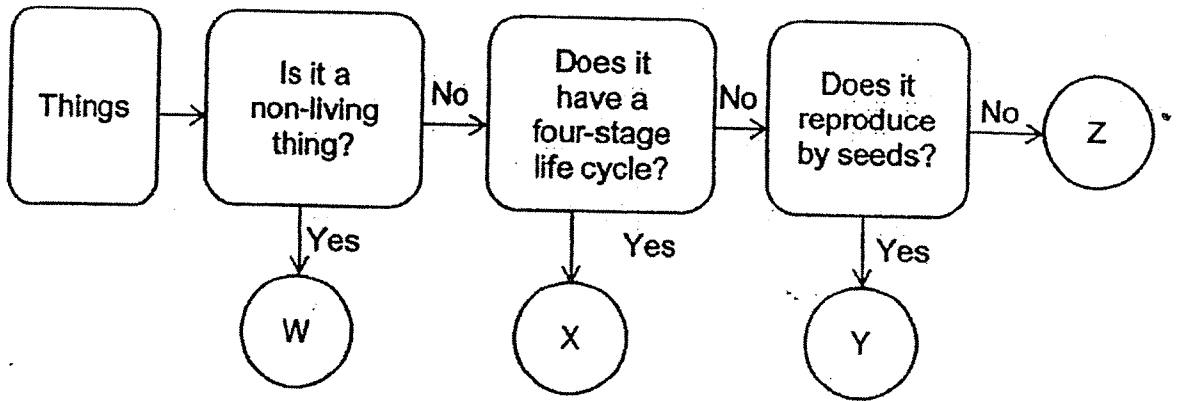 Things
Is it a
non-living
thing?
No
Does it
have a
four-stage
life cycle?
No
Does it
reproduce
by seeds?
No
Z
Yes
W
Yes
X
Yes
Y